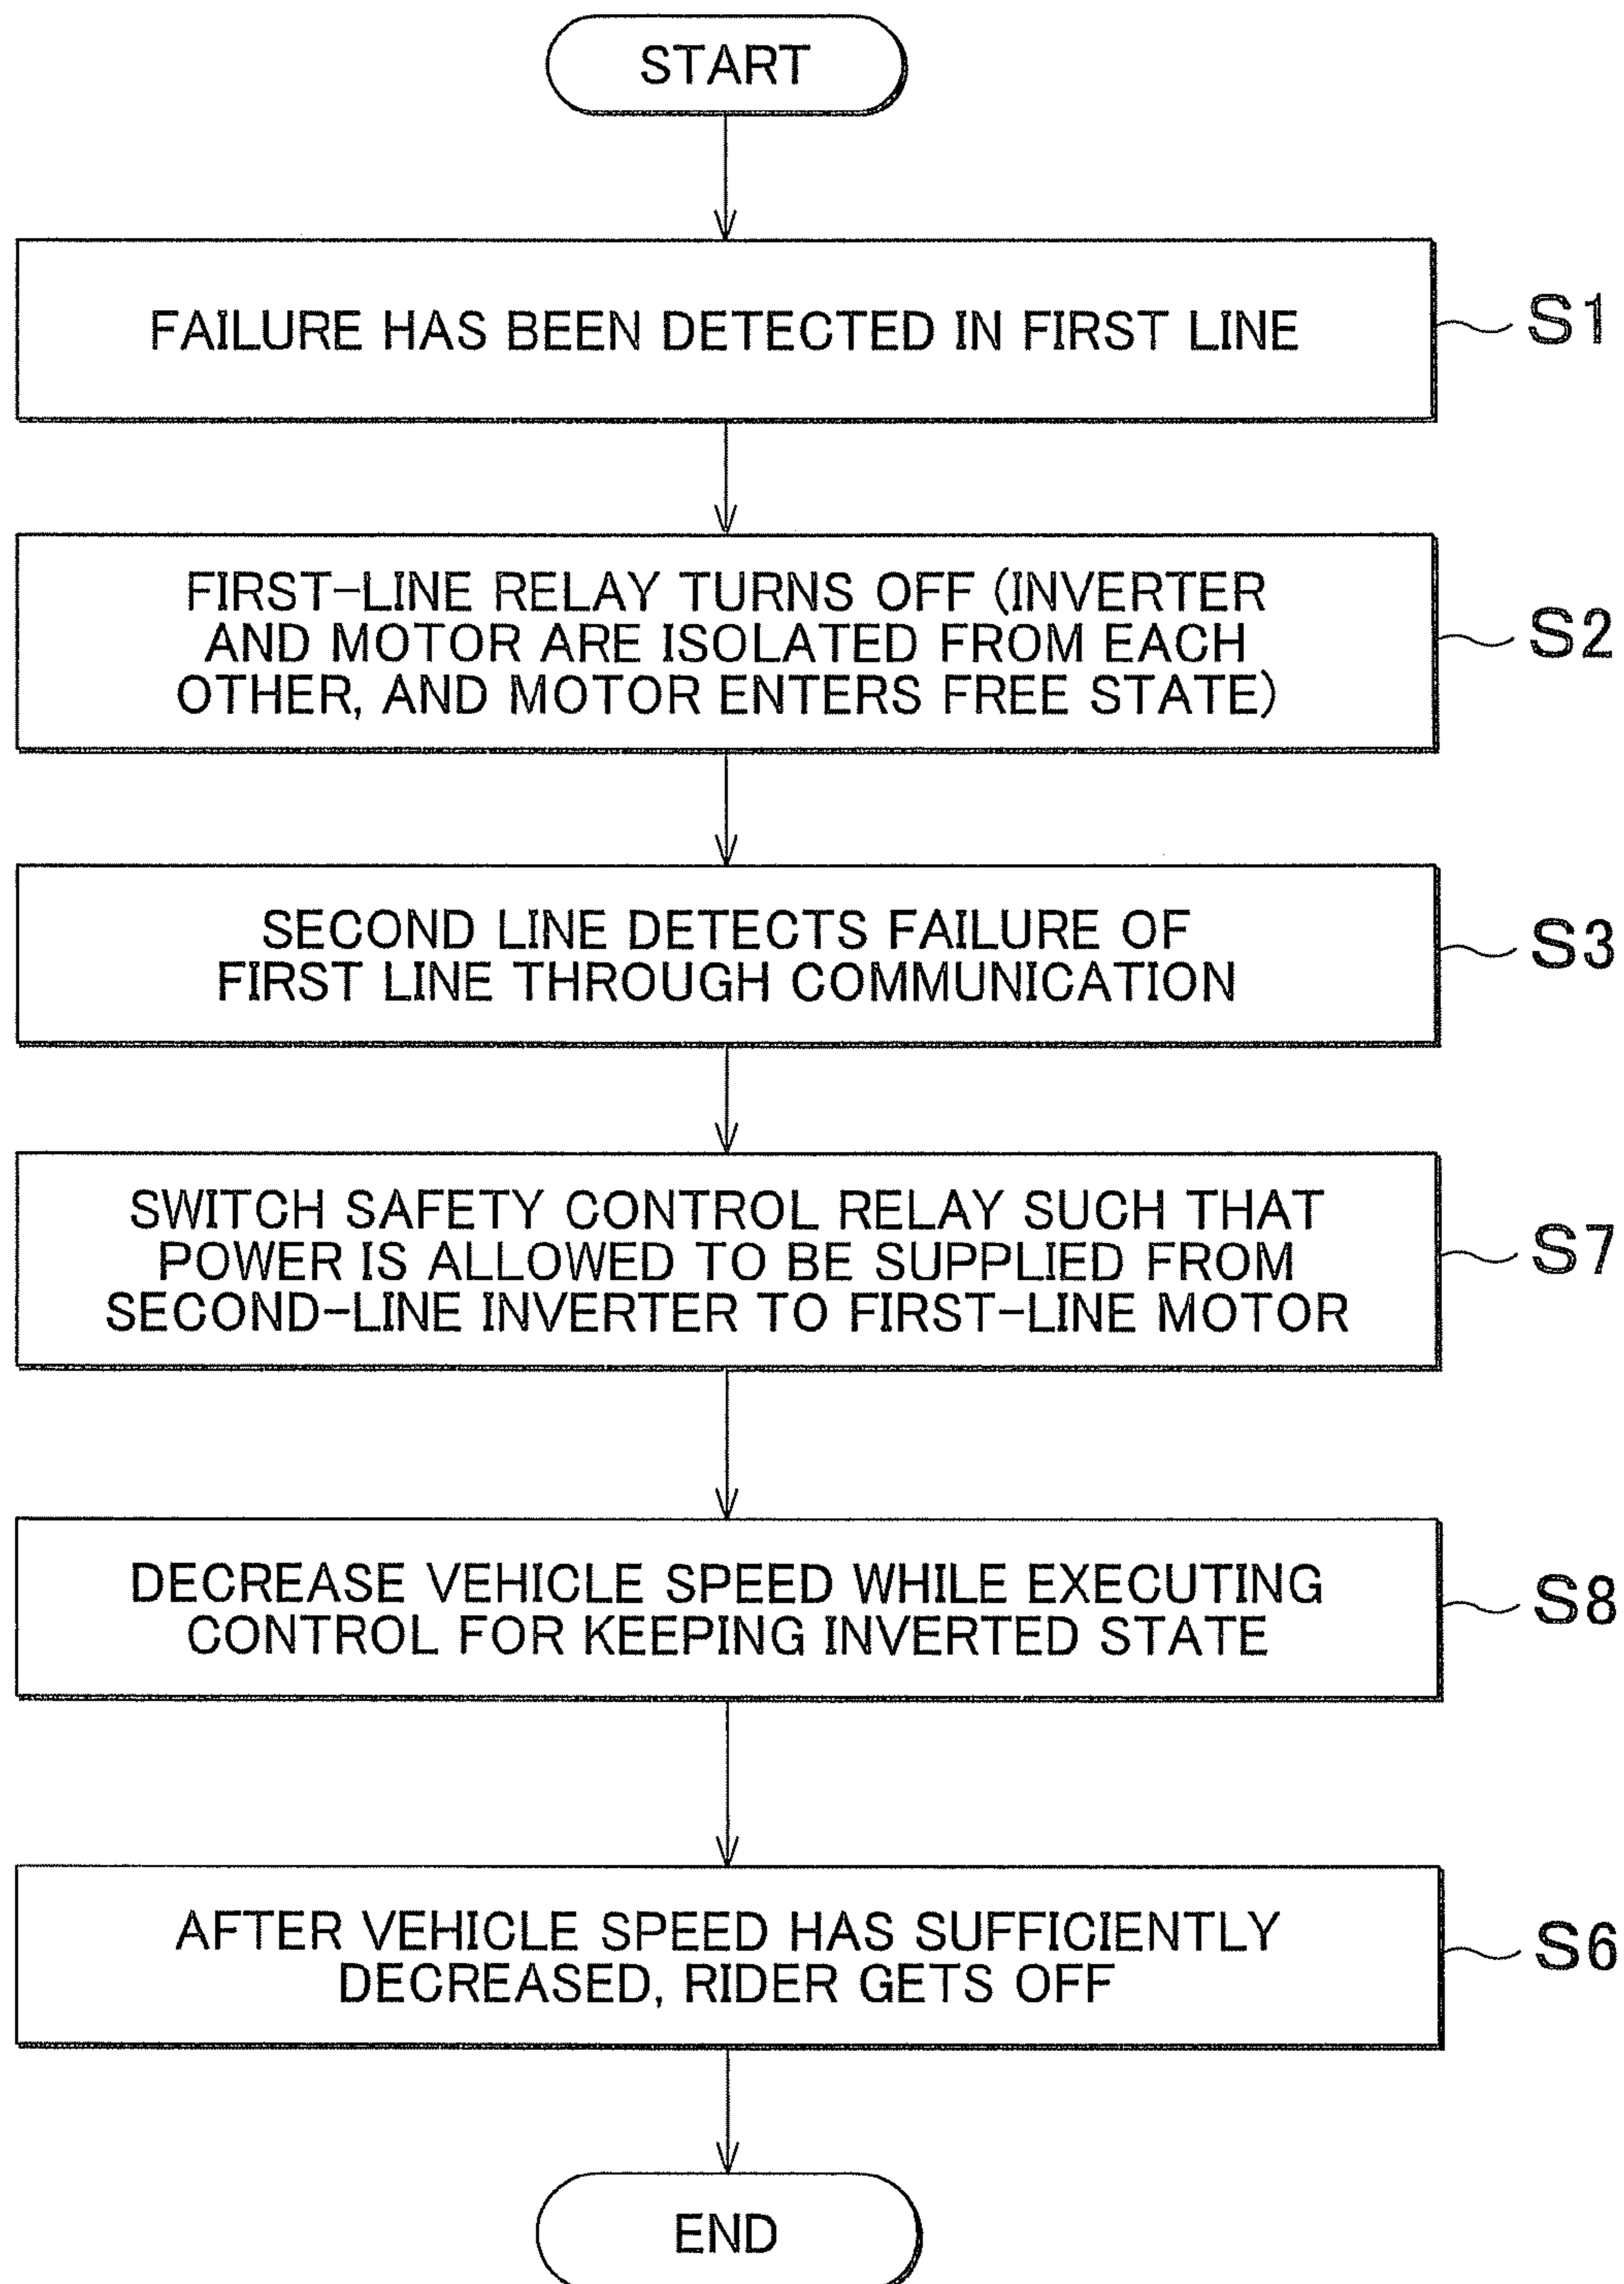 START
FAILURE HAS BEEN DETECTED IN FIRST LINE
S1
FIRST-LINE RELAY TURNS OFF (INVERTER
AND MOTOR ARE ISOLATED FROM EACH
OTHER, AND MOTOR ENTERS FREE STATE)
S2
SECOND LINE DETECTS FAILURE OF
FIRST LINE THROUGH COMMUNICATION
S3
SWITCH SAFETY CONTROL RELAY SUCH THAT
POWER IS ALLOWED TO BE SUPPLIED FROM
SECOND-LINE INVERTER TO FIRST-LINE MOTOR
S7
DECREASE VEHICLE SPEED WHILE EXECUTING
CONTROL FOR KEEPING INVERTED STATE
S8
AFTER VEHICLE SPEED HAS SUFFICIENTLY
DECREASED, RIDER GETS OFF
S6
END